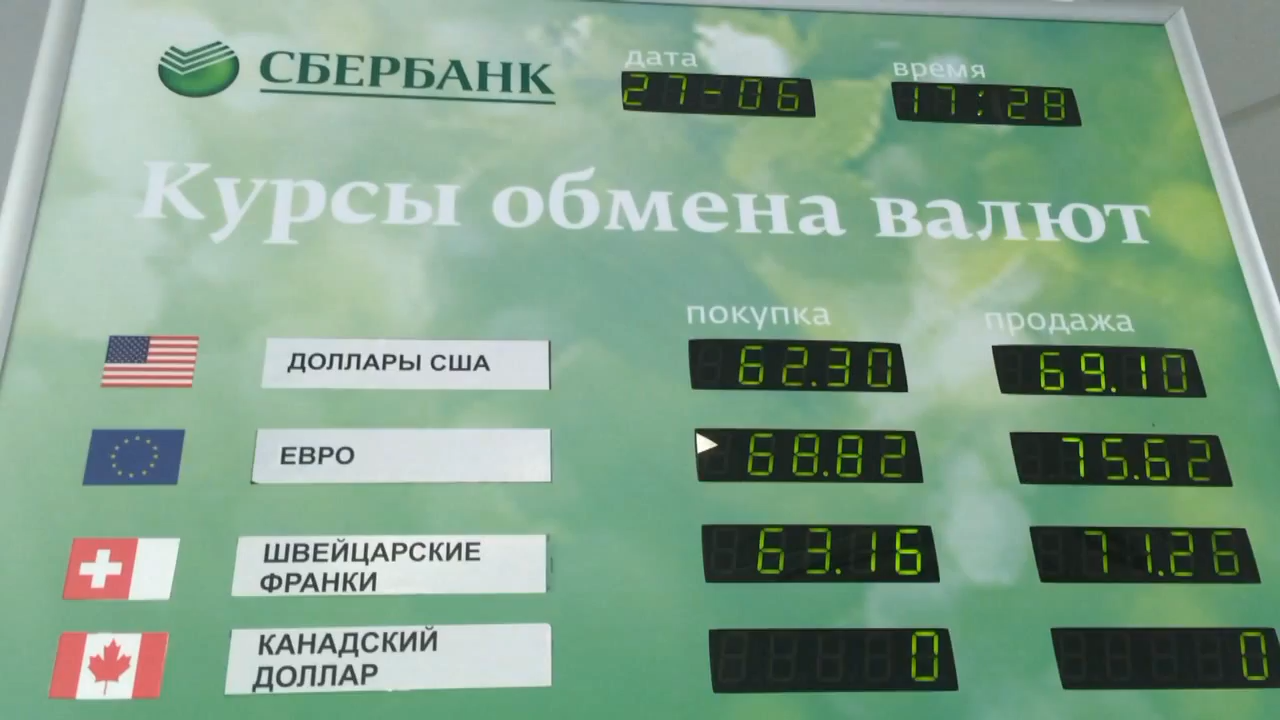 СБЕРБАНК
дата
время
27-06
17:28
Курсы обмена валют
покупка
продажа
ДОЛЛАРЫ США
62.30
69.10
ЕВРО
68.82
75.62
ШВЕЙЦАРСКИЕ
ФРАНКИ
63.16
71.26
КАНАДСКИЙ
ДОЛЛАР
0
0